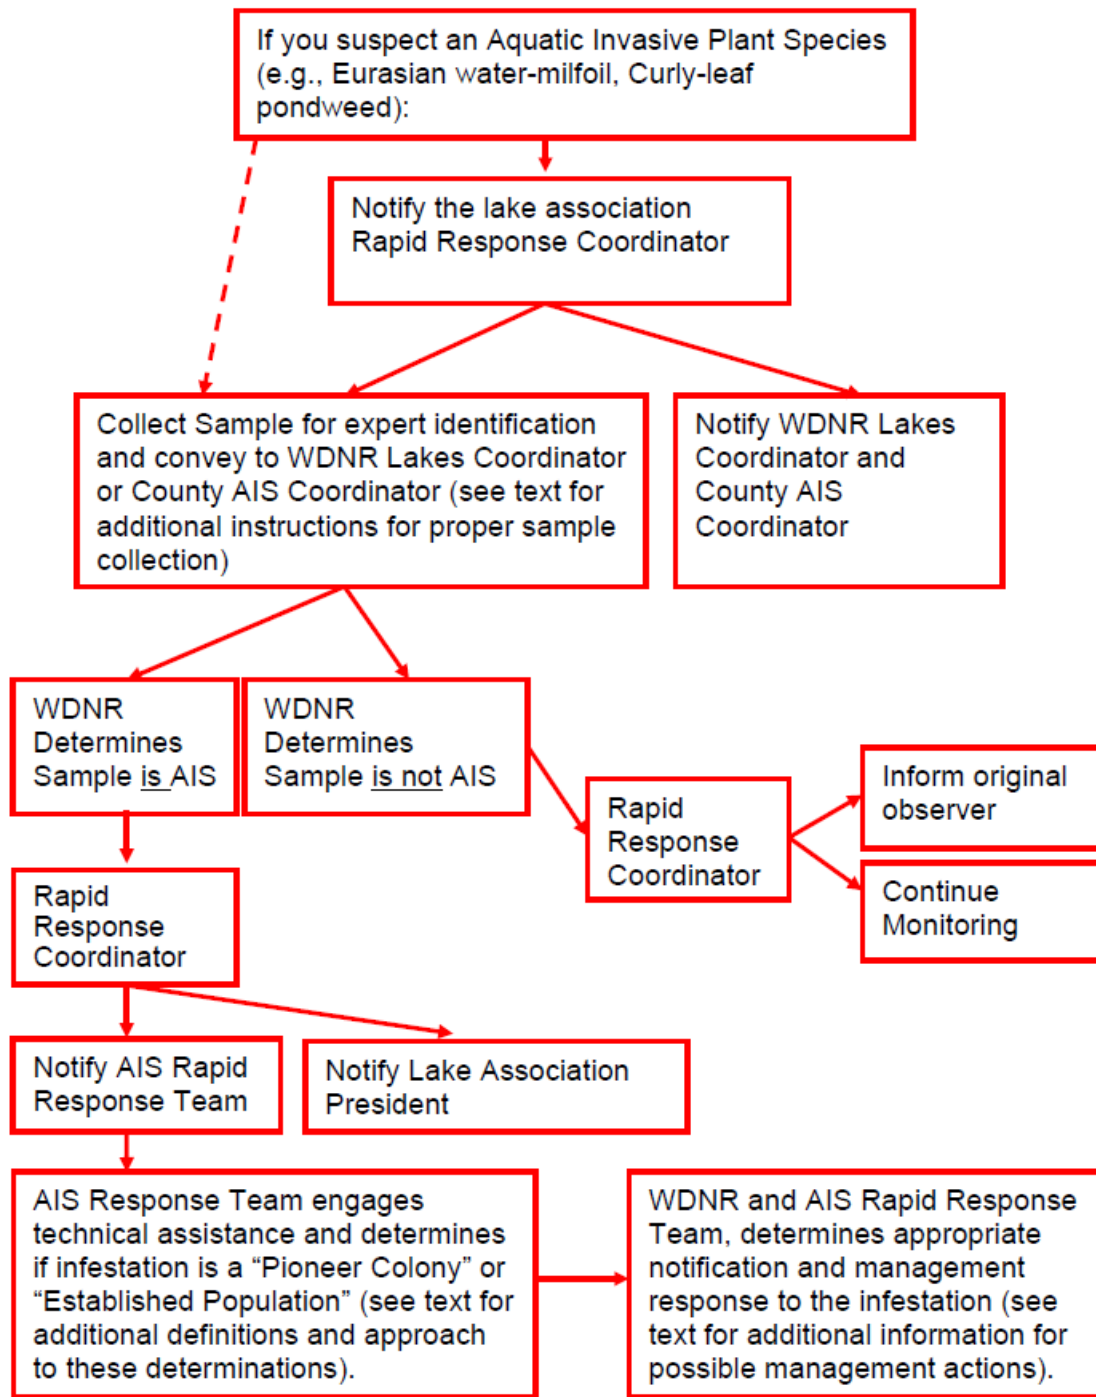 If you suspect an Aquatic Invasive Plant Species
(e.g., Eurasian water-milfoil, Curly-leaf
pondweed):
Notify the lake association
Rapid Response Coordinator
Collect Sample for expert identification
and convey to WDNR Lakes Coordinator
or County AIS Coordinator (see text for
additional instructions for proper sample
collection)
Notify WDNR Lakes
Coordinator and
County AIS
Coordinator
WDNR
Determines
Sample is AIS
WDNR
Determines
Sample is not AIS
Rapid
Response
Coordinator
Inform original
observer
Continue
Monitoring
Rapid
Response
Coordinator
Notify AIS Rapid
Response Team
Notify Lake Association
President
AIS Response Team engages
technical assistance and determines
if infestation is a “Pioneer Colony” or
“Established Population” (see text for
additional definitions and approach
to these determinations).
WDNR and AIS Rapid Response
Team, determines appropriate
notification and management
response to the infestation (see
text for additional information for
possible management actions).